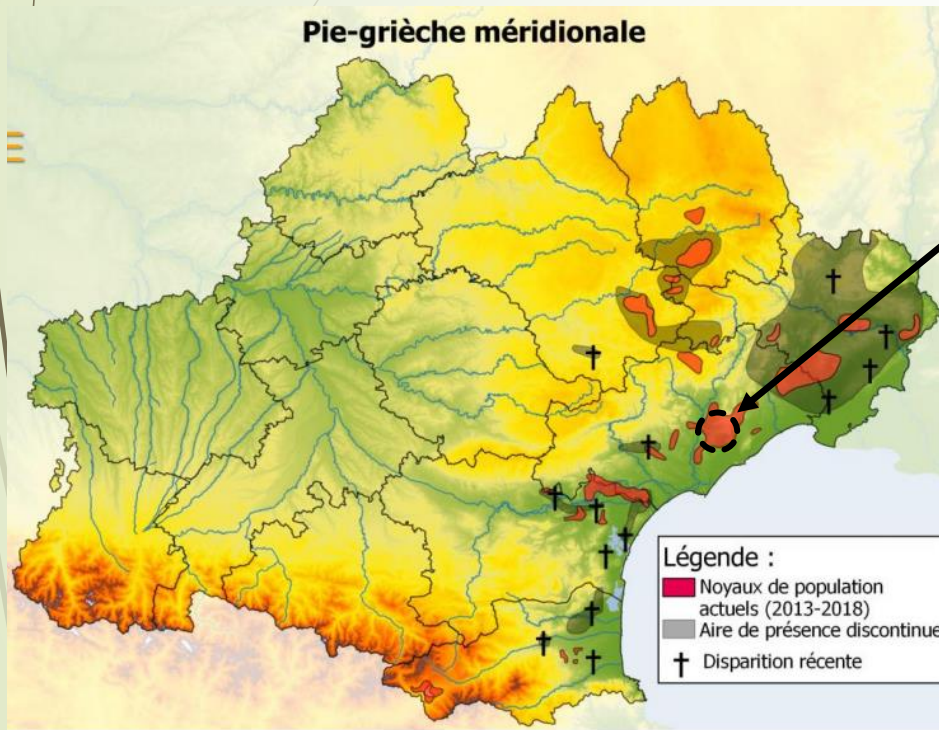 Pie-grièche méridionale
Légende :
Noyaux de population
actuels (2013-2018)
Aire de présence discontinue
Disparition récente